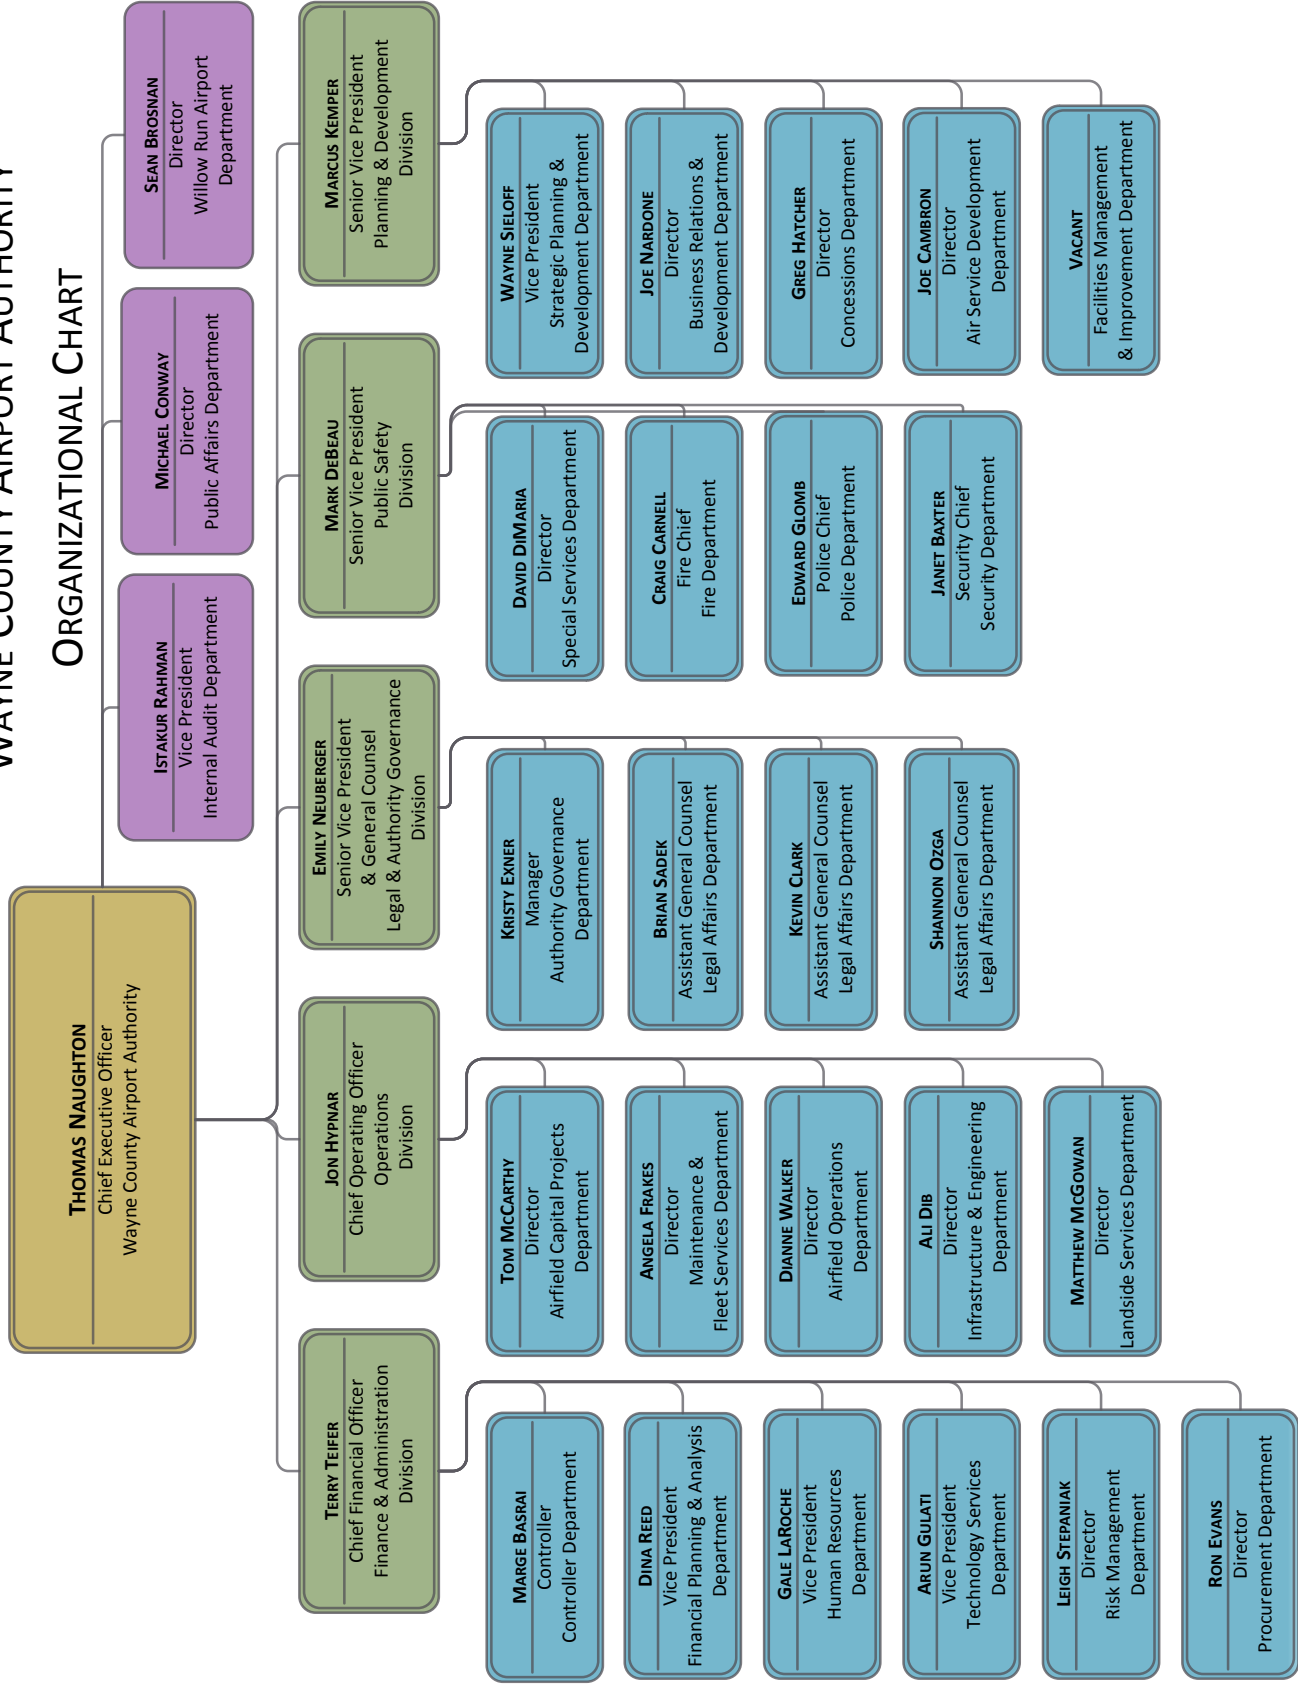 WAYNE COUNTY AIRPORT AUTHORITY
ORGANIZATIONAL CHART
THOMAS NAUGHTON
Chief Executive Officer
Wayne County Airport Authority
ISTAKUR RAHMAN
Vice President
Internal Audit Department
MICHAEL CONWAY
Director
Public Affairs Department
SEAN BROSNAN
Director
Willow Run Airport
Department
TERRY TEIFER
Chief Financial Officer
Finance & Administration
Division
JON HYPNAR
Chief Operating Officer
Operations
Division
EMILY NEUBERGER
Senior Vice President
& General Counsel
Legal & Authority Governance
Division
MARK DEBEAU
Senior Vice President
Public Safety
Division
MARCUS KEMPER
Senior Vice President
Planning & Development
Division
MARGE BASRAI
Controller
Controller Department
DINA REED
Vice President
Financial Planning & Analysis
Department
GALE LAROCHE
Vice President
Human Resources
Department
ARUN GULATI
Vice President
Technology Services
Department
LEIGH STEPANIAK
Director
Risk Management
Department
RON EVANS
Director
Procurement Department
TOM MCCARTHY
Director
Airfield Capital Projects
Department
ANGELA FRAKES
Director
Maintenance &
Fleet Services Department
DIANNE WALKER
Director
Airfield Operations
Department
ALI DIB
Director
Infrastructure & Engineering
Department
MATTHEW MCGOWAN
Director
Landside Services Department
KRISTY EXNER
Manager
Authority Governance
Department
BRIAN SADEK
Assistant General Counsel
Legal Affairs Department
KEVIN CLARK
Assistant General Counsel
Legal Affairs Department
SHANNON OZGA
Assistant General Counsel
Legal Affairs Department
DAVID DIMARIA
Director
Special Services Department
CRAIG CARNELL
Fire Chief
Fire Department
EDWARD GLOMB
Police Chief
Police Department
JANET BAXTER
Security Chief
Security Department
WAYNE SIELOFF
Vice President
Strategic Planning &
Development Department
JOE NARDONE
Director
Business Relations &
Development Department
GREG HATCHER
Director
Concessions Department
JOE CAMBRON
Director
Air Service Development
Department
VACANT
Facilities Management
& Improvement Department